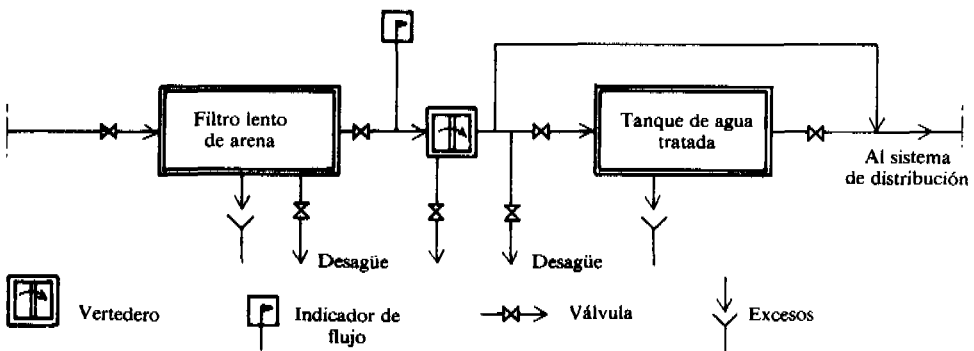 Filtro lento
de arena
Tanque de agua
tratada
Al sistema
de distribución
Desagüe
Desagüe
Vertedero
Indicador de
flujo
Válvula
Excesos